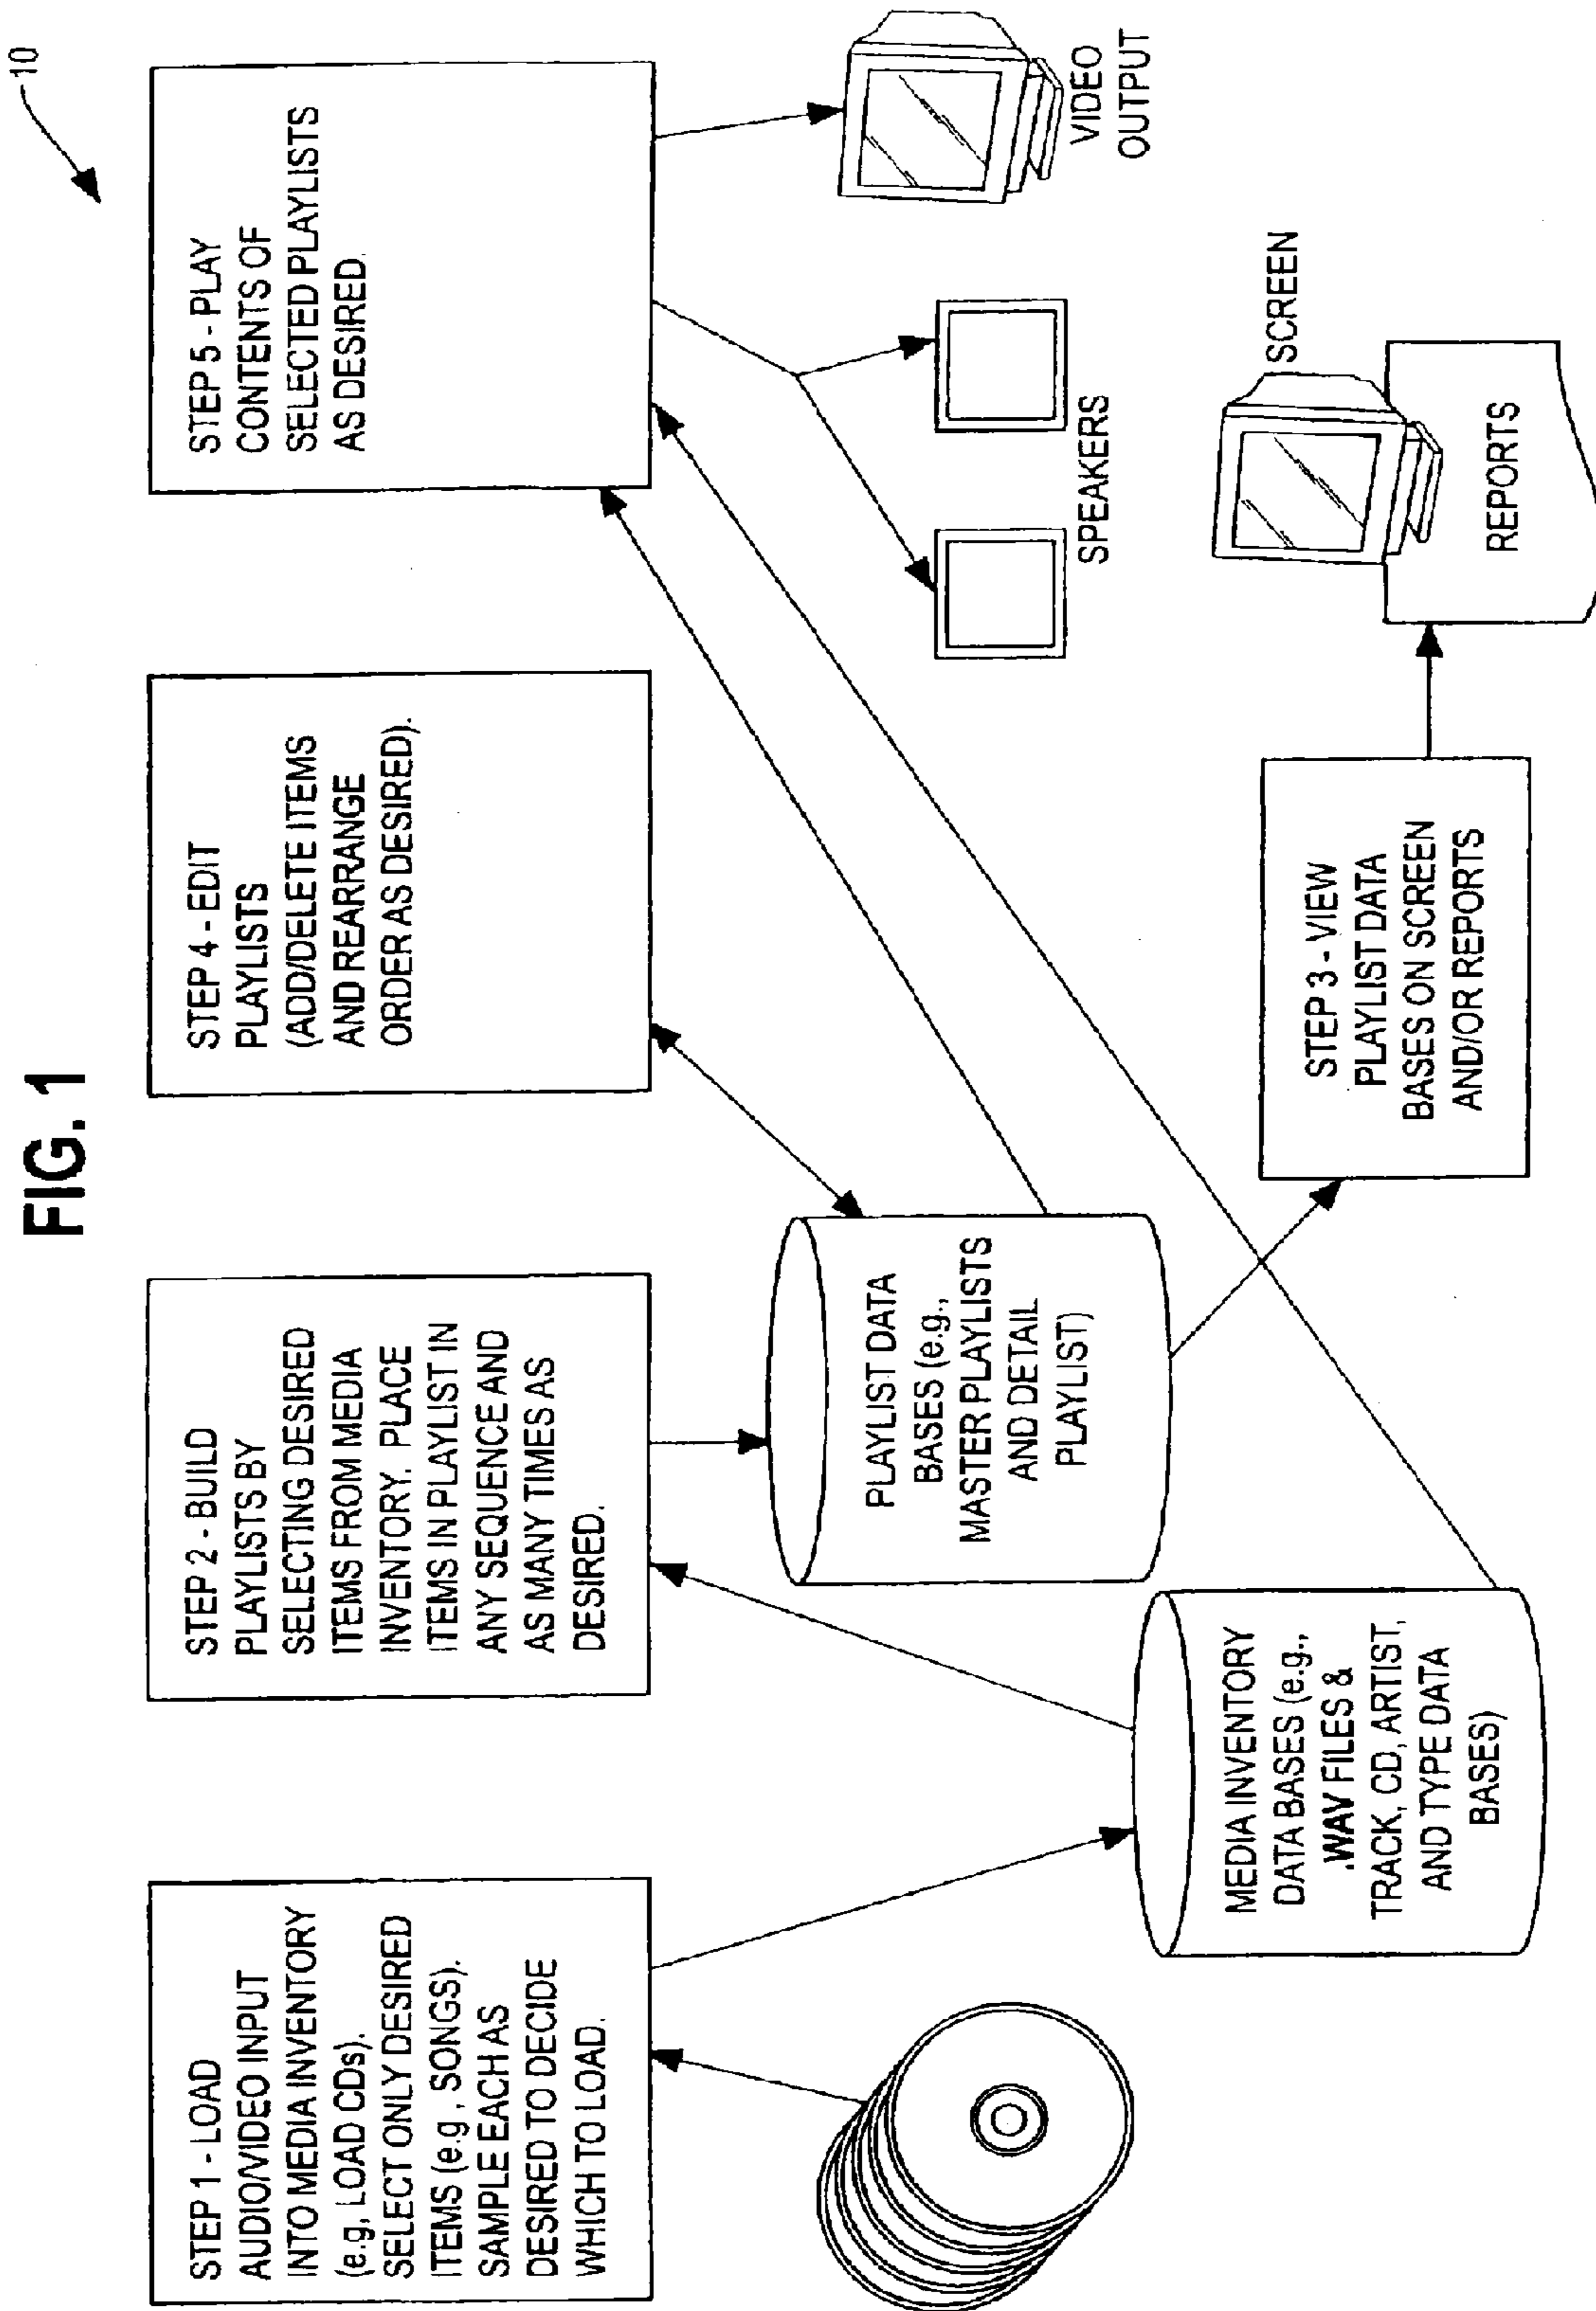 FIG. 1
10
STEP 1 - LOAD
AUDIO/VIDEO INPUT
INTO MEDIA INVENTORY
(e.g, LOAD CDs).
SELECT ONLY DESIRED
ITEMS (e.g., SONGS).
SAMPLE EACH AS
DESIRED TO DECIDE
WHICH TO LOAD.
STEP 2 - BUILD
PLAYLISTS BY
SELECTING DESIRED
ITEMS FROM MEDIA
INVENTORY. PLACE
ITEMS IN PLAYLIST IN
ANY SEQUENCE AND
AS MANY TIMES AS
DESIRED.
STEP 4 - EDIT
PLAYLISTS
(ADD/DELETE ITEMS
AND REARRANGE
ORDER AS DESIRED).
STEP 5 - PLAY
CONTENTS OF
SELECTED PLAYLISTS
AS DESIRED.
PLAYLIST DATA
BASES (e.g.,
MASTER PLAYLISTS
AND DETAIL
PLAYLIST)
SPEAKERS
VIDEO
OUTPUT
MEDIA INVENTORY
DATA BASES (e.g.,
.WAV FILES &
TRACK, CD, ARTIST,
AND TYPE DATA
BASES)
STEP 3 - VIEW
PLAYLIST DATA
BASES ON SCREEN
AND/OR REPORTS
SCREEN
REPORTS